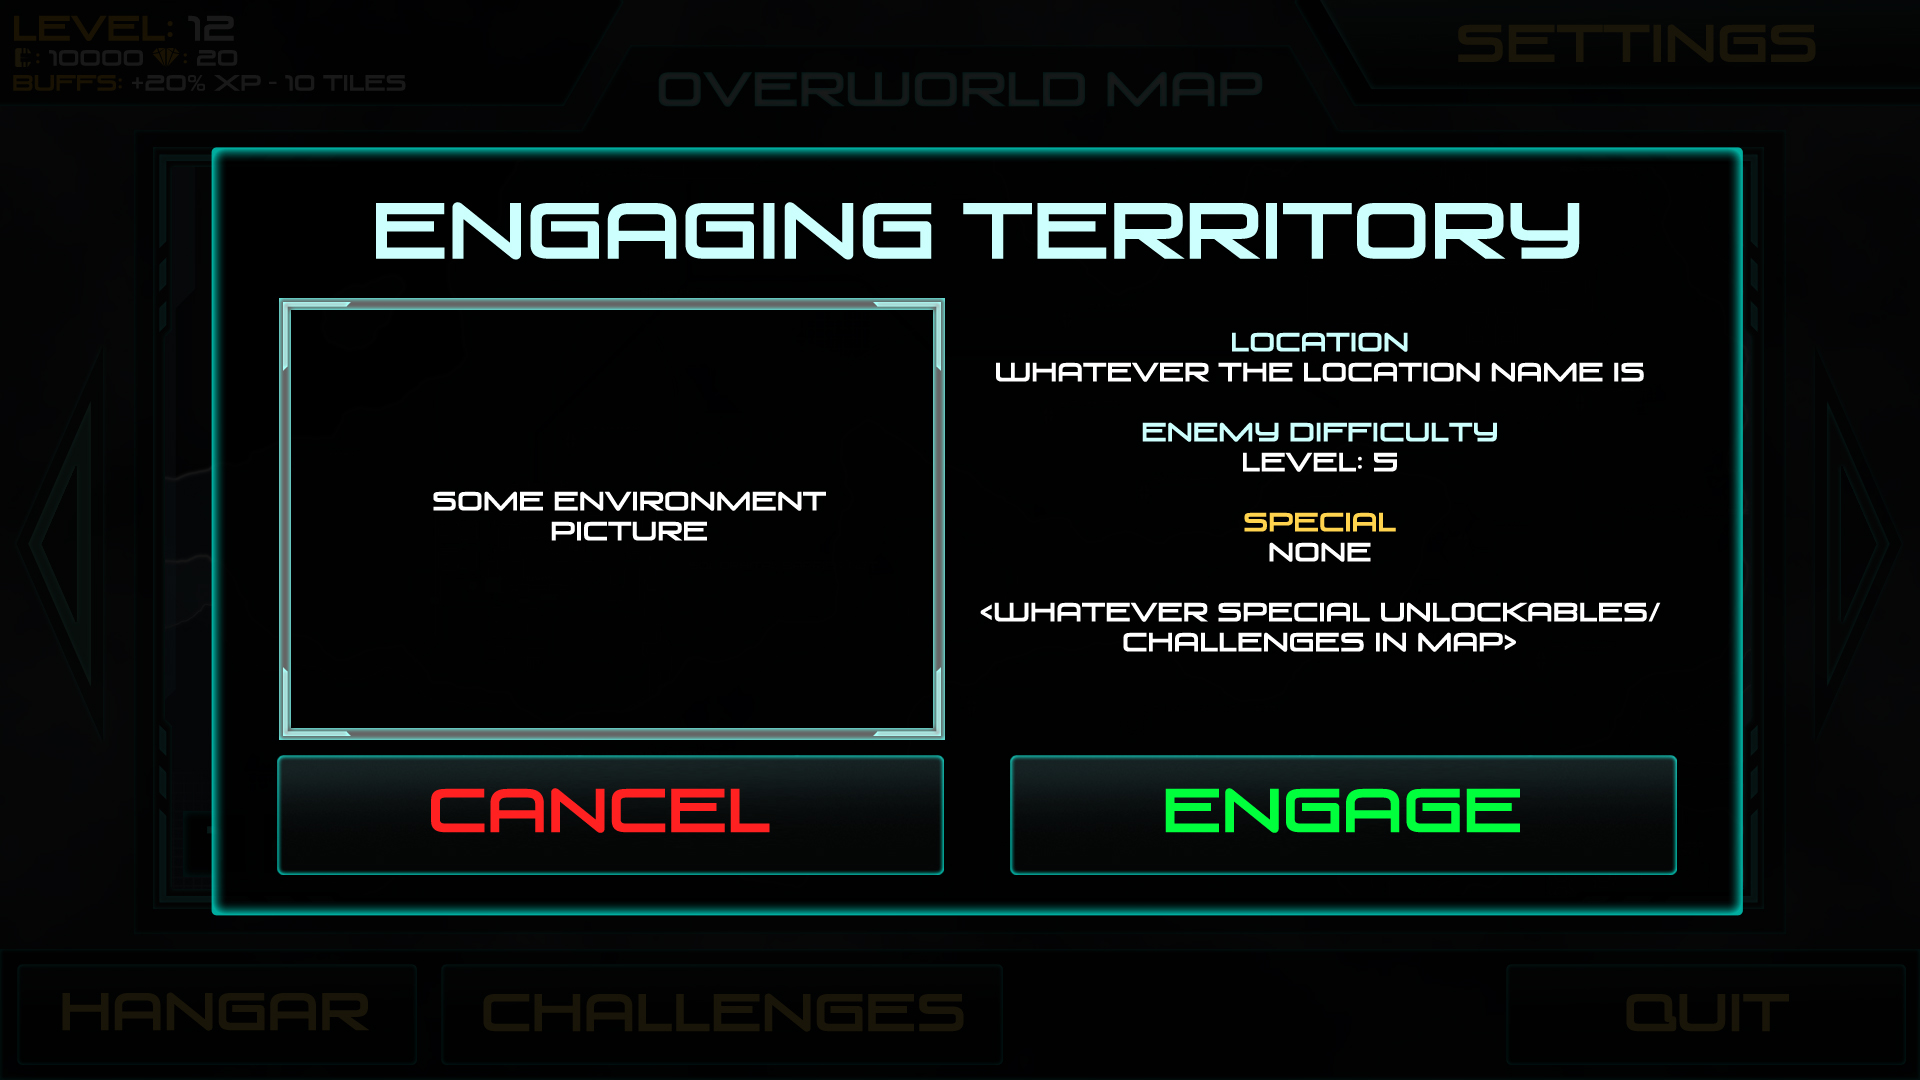 LEVEL: 12
: 10000 : 20
BUFFS: +20% XP - 10 TILES
OVERWORLD MAP
SETTINGS
ENGAGING TERRITORY
SOME ENVIRONMENT
PICTURE
LOCATION
WHATEVER THE LOCATION NAME IS
ENEMY DIFFICULTY
LEVEL: 5
SPECIAL
NONE
<WHATEVER SPECIAL UNLOCKABLES/
CHALLENGES IN MAP>
CANCEL
ENGAGE
HANGAR
CHALLENGES
QUIT